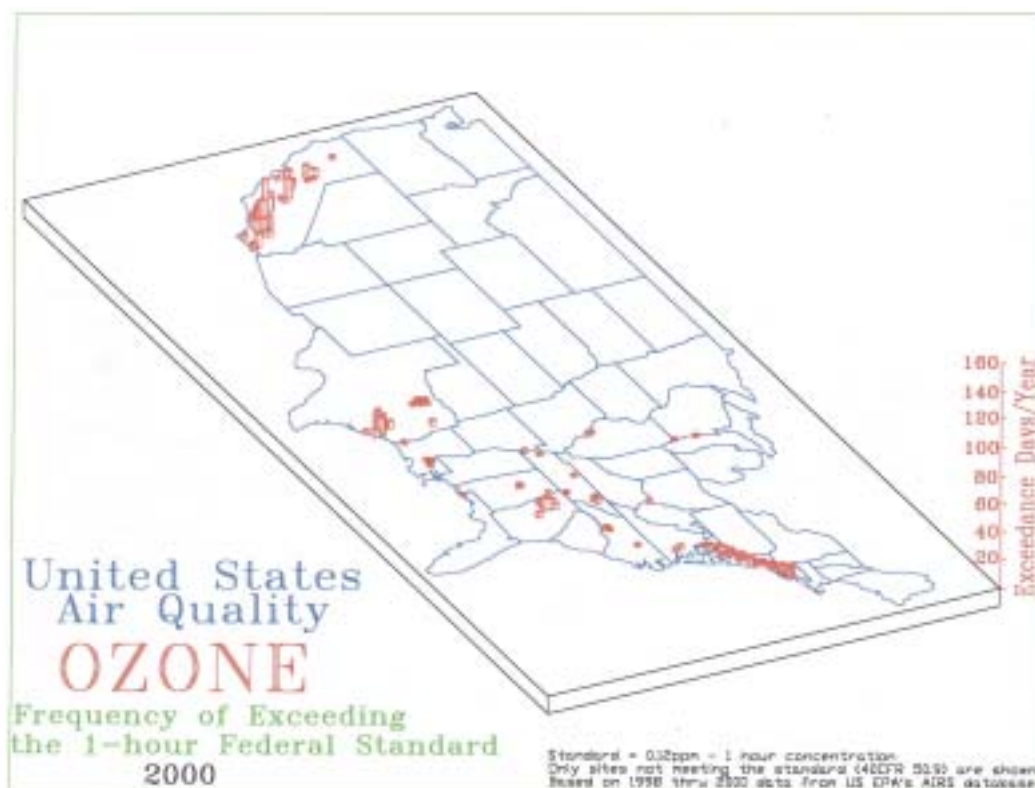 160
140
120
100
80
60
40
20
Exceedance Days/Year
United States
Air Quality
OZONE
Frequency of Exceeding
the 1-hour Federal Standard
2000
Standard = 0.12ppm - 1 hour concentration
Only sites not meeting the standard (40CFR 50.9) are shown
Based on 1998 thru 2000 data from US EPA's AIRS database